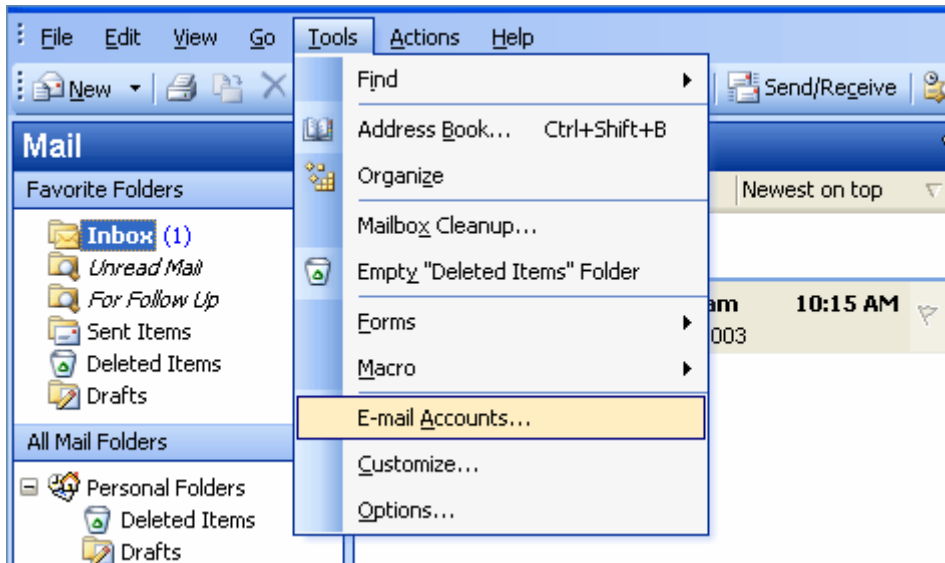 File Edit View Go Tools Actions Help
New Send/Receive
Find
Address Book... Ctrl+Shift+B
Organize
Mailbox Cleanup...
Empty "Deleted Items" Folder
Forms
Macro
E-mail Accounts...
Customize...
Options...
Mail
Favorite Folders
Inbox (1)
Unread Mail
For Follow Up
Sent Items
Deleted Items
Drafts
All Mail Folders
Personal Folders
Deleted Items
Drafts
Newest on top
am 10:15 AM
003